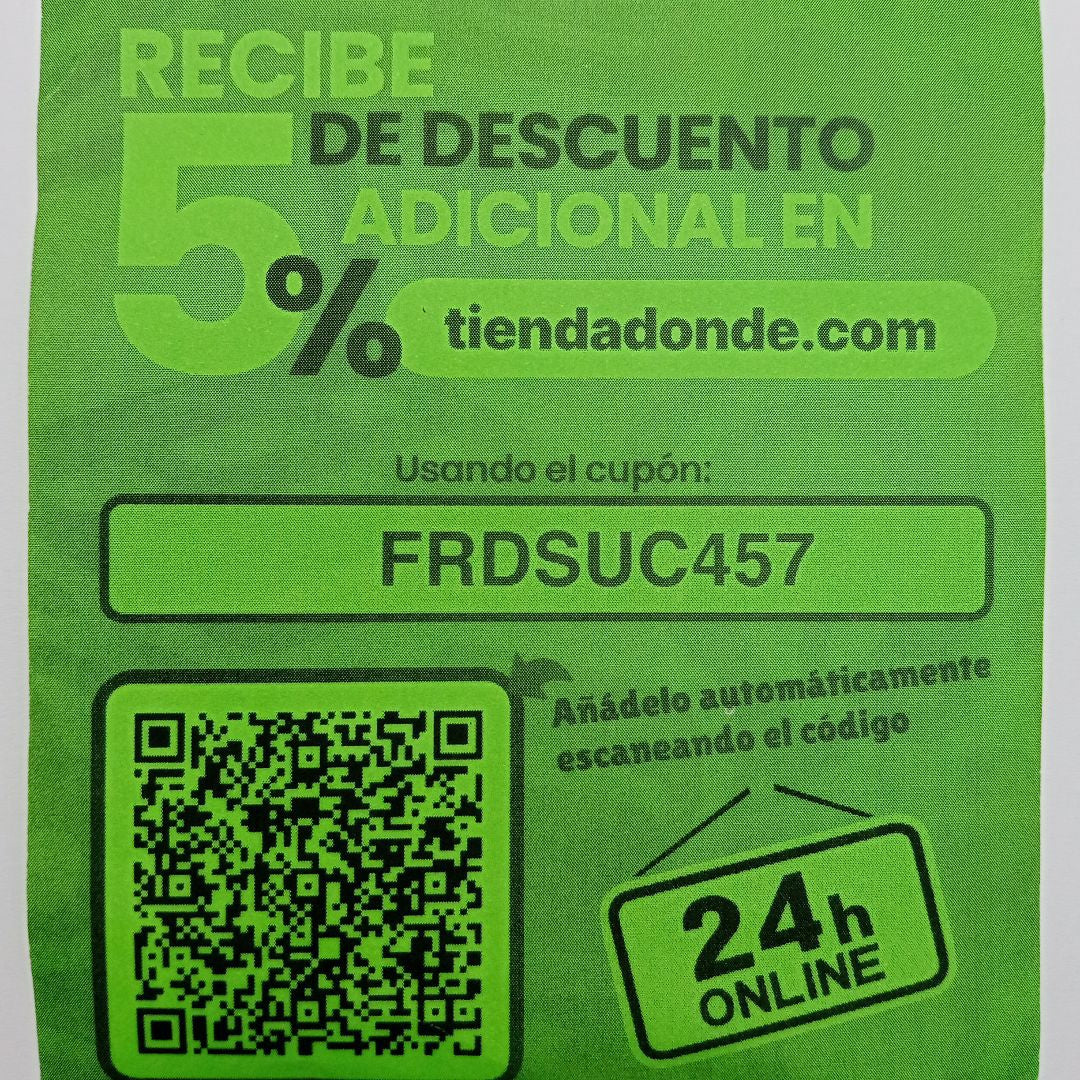 RECIBE
5% DE DESCUENTO
ADICIONAL EN
tiendadonde.com
Usando el cupón:
FRDSUC457
Añádelo automáticamente
escaneando el código
24h
ONLINE